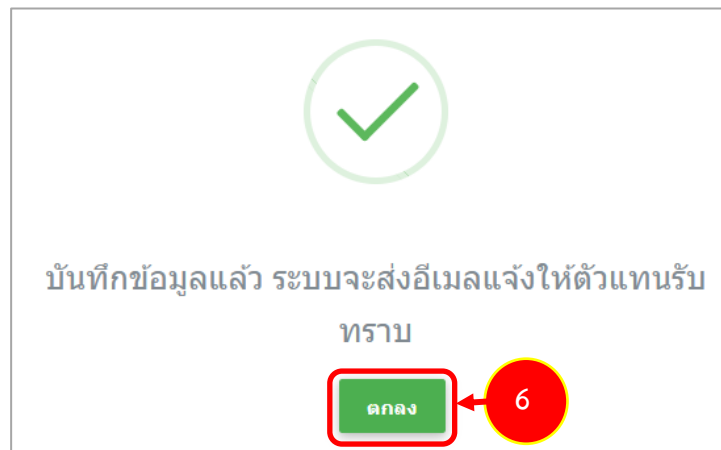 บันทึกข้อมูลแล้ว ระบบจะส่งอีเมลแจ้งให้ตัวแทนรับ
ทราบ
ตกลง 6